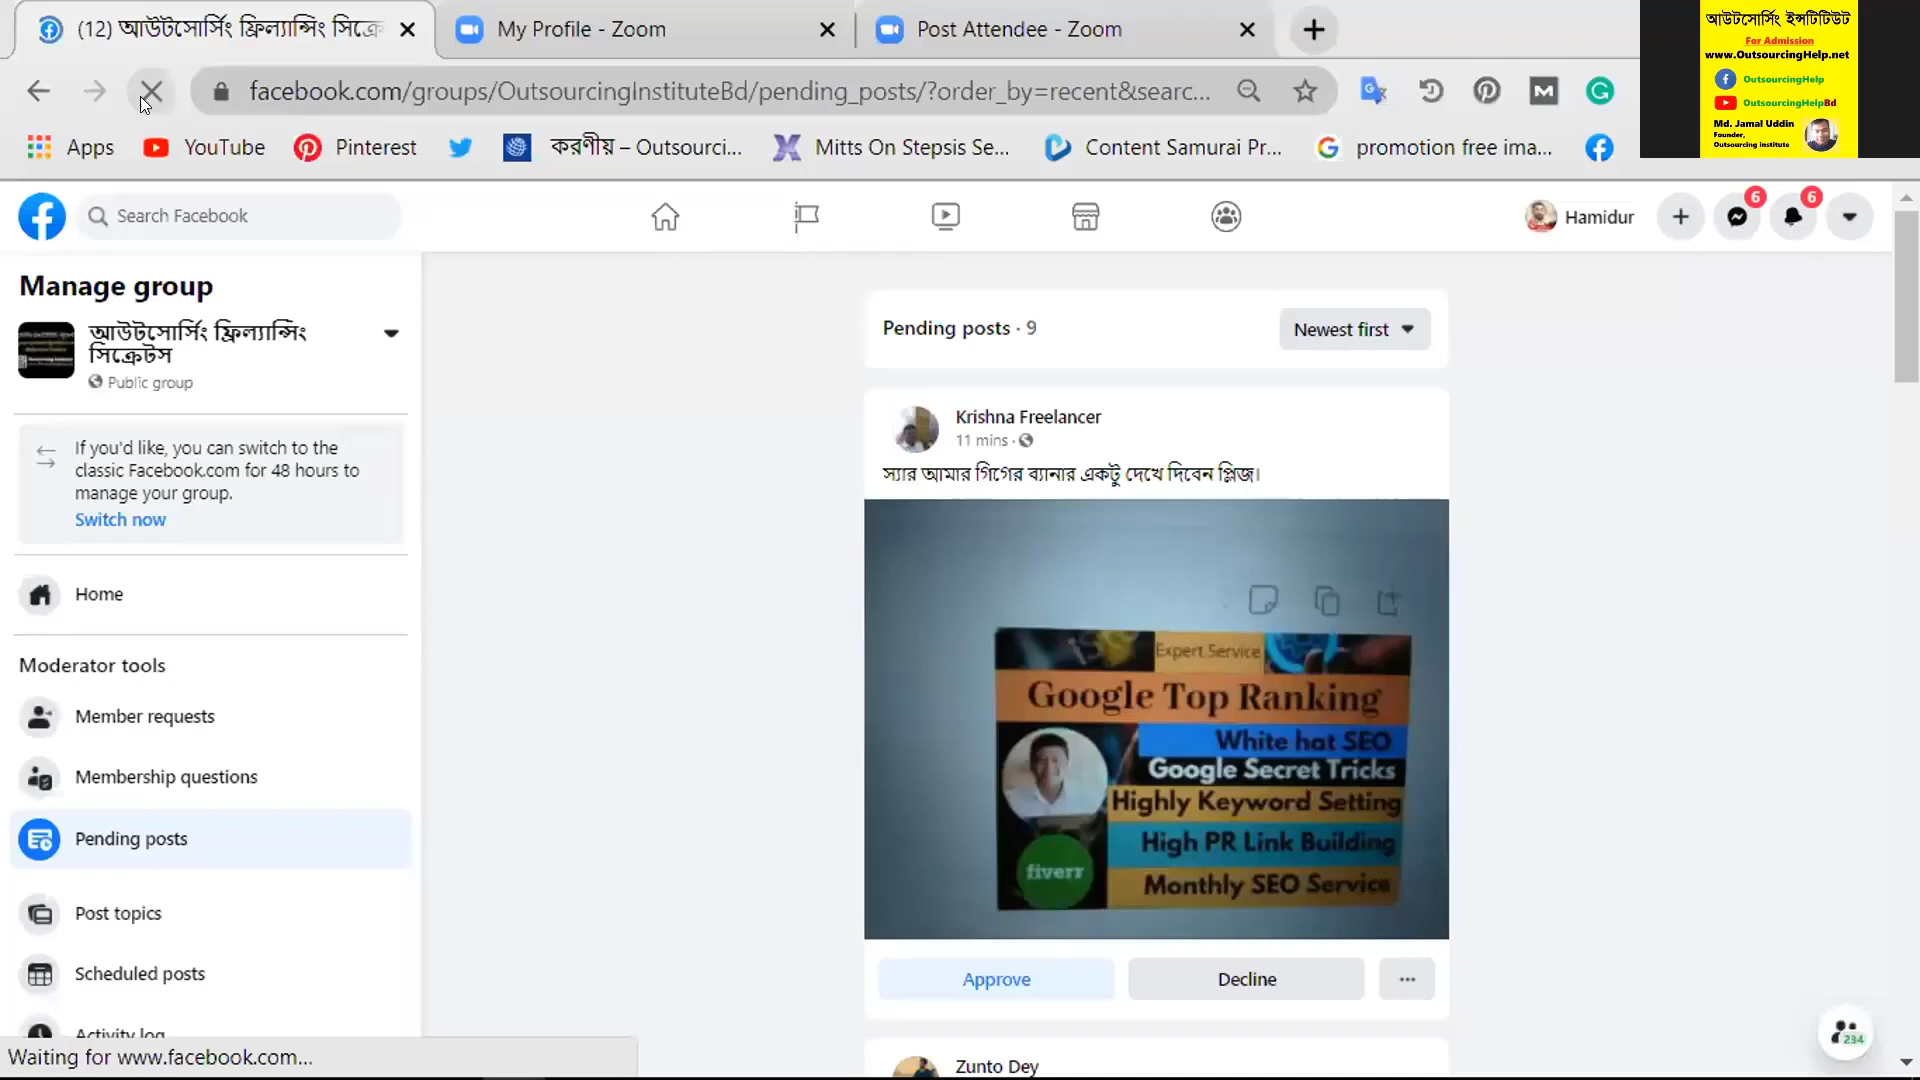 (12) আউটসোর্সিং ফ্রিল্যান্সিং সিক্রে
My Profile - Zoom
Post Attendee - Zoom
facebook.com/groups/OutsourcingInstituteBd/pending_posts/?order_by=recent&searc...
Apps
YouTube
Pinterest
করণীয় – Outsourci...
Mitts On Stepsis Se...
Content Samurai Pr...
promotion free ima...
আউটসোর্সিং ইন্সটিটিউট
For Admission
www.OutsourcingHelp.net
OutsourcingHelp
OutsourcingHelpBd
Md. Jamal Uddin
Founder,
Outsourcing institute
Search Facebook
Hamidur
6
6
Manage group
আউটসোর্সিং ফ্রিল্যান্সিং
সিক্রেটস
Public group
If you'd like, you can switch to the
classic Facebook.com for 48 hours to
manage your group.
Switch now
Home
Moderator tools
Member requests
Membership questions
Pending posts
Post topics
Scheduled posts
Activity log
Waiting for www.facebook.com...
Pending posts · 9
Newest first
Krishna Freelancer
11 mins ·
স্যার আমার গিগের ব্যানার একটু দেখে দিবেন প্লিজ।
Expert Service
Google Top Ranking
White hat SEO
Google Secret Tricks
Highly Keyword Setting
High PR Link Building
fiverr
Monthly SEO Service
Approve
Decline
Zunto Dey
234